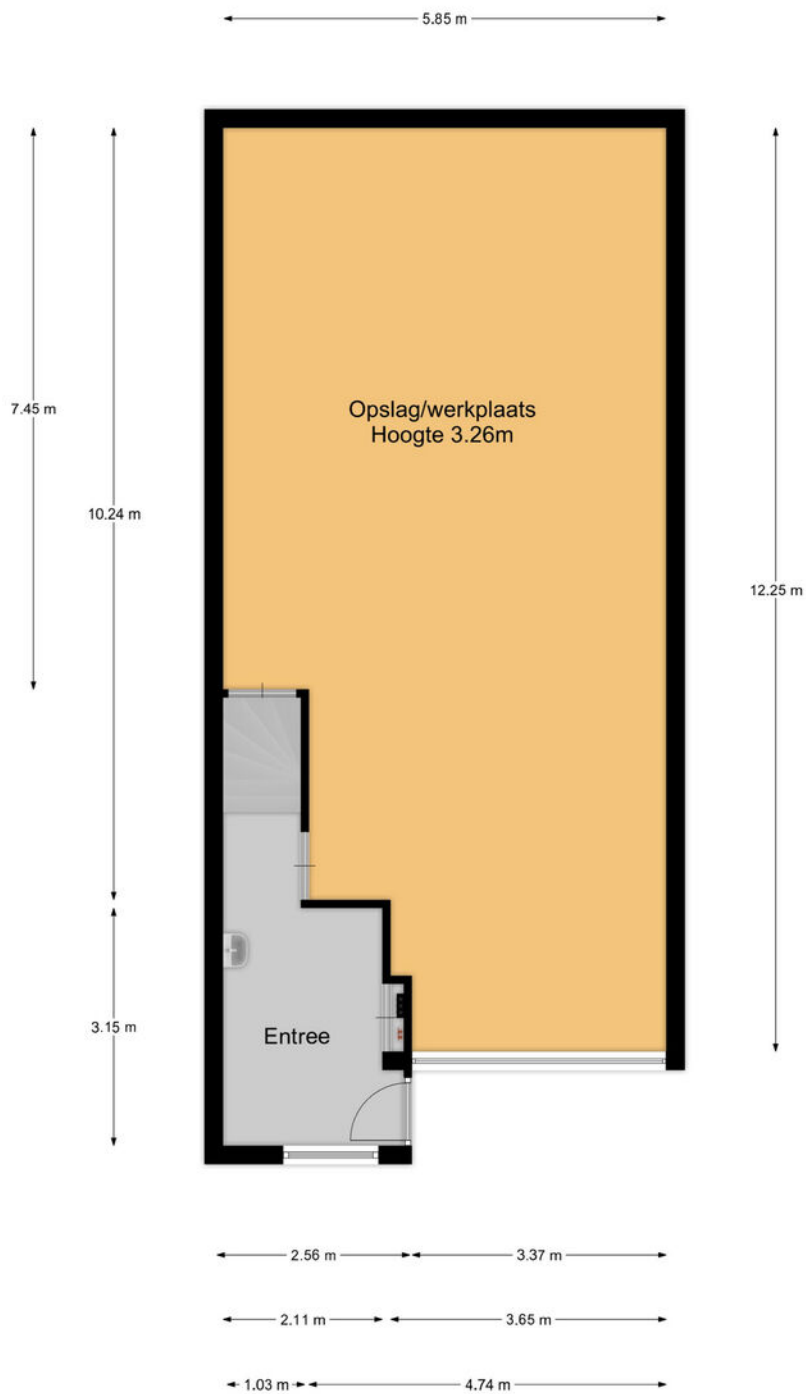 5.85 m
7.45 m
10.24 m
Opslag/werkplaats
Hoogte 3.26m
12.25 m
3.15 m
Entree
2.56 m
3.37 m
2.11 m
3.65 m
1.03 m
4.74 m